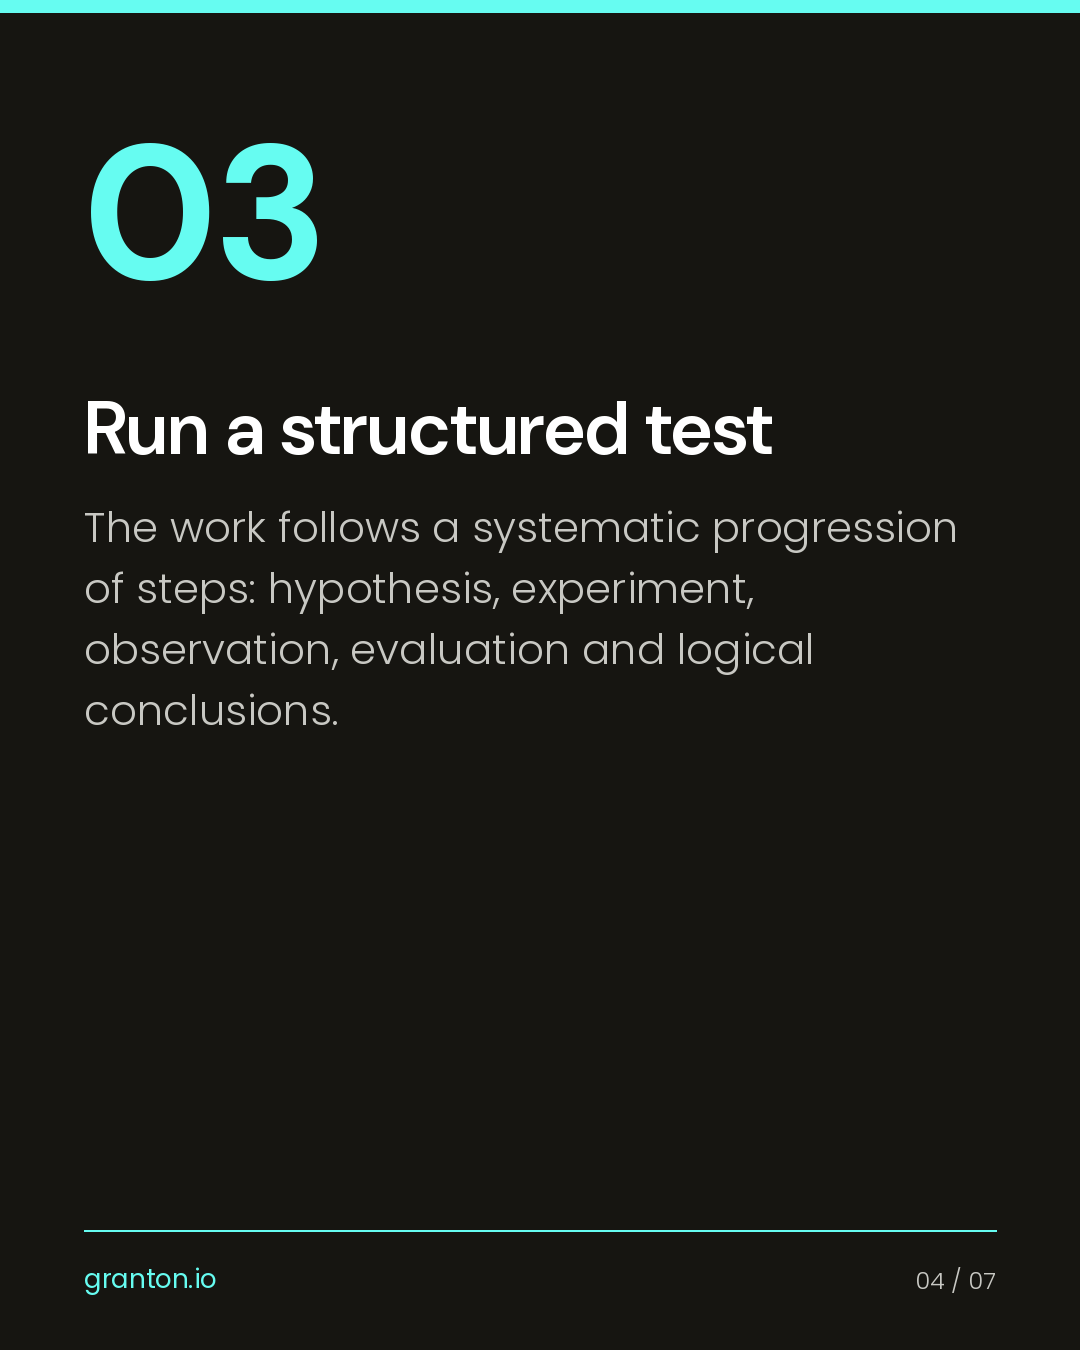 03
Run a structured test
The work follows a systematic progression
of steps: hypothesis, experiment,
observation, evaluation and logical
conclusions.
granton.io
04 / 07